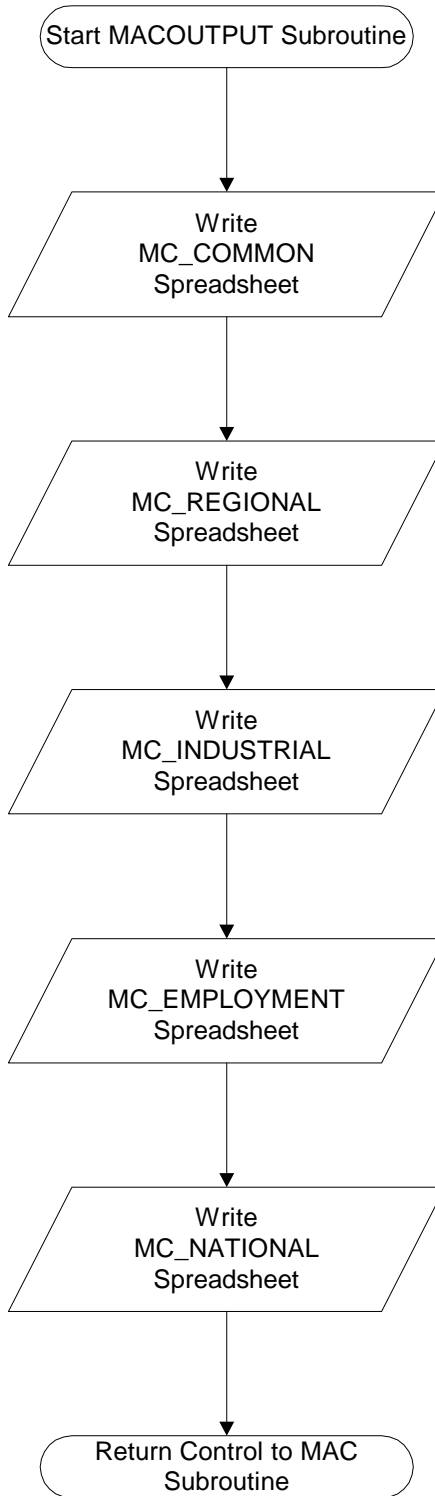 Start MACOUTPUT Subroutine
Write
MC_COMMON
Spreadsheet
Write
MC_REGIONAL
Spreadsheet
Write
MC_INDUSTRIAL
Spreadsheet
Write
MC_EMPLOYMENT
Spreadsheet
Write
MC_NATIONAL
Spreadsheet
Return Control to MAC
Subroutine